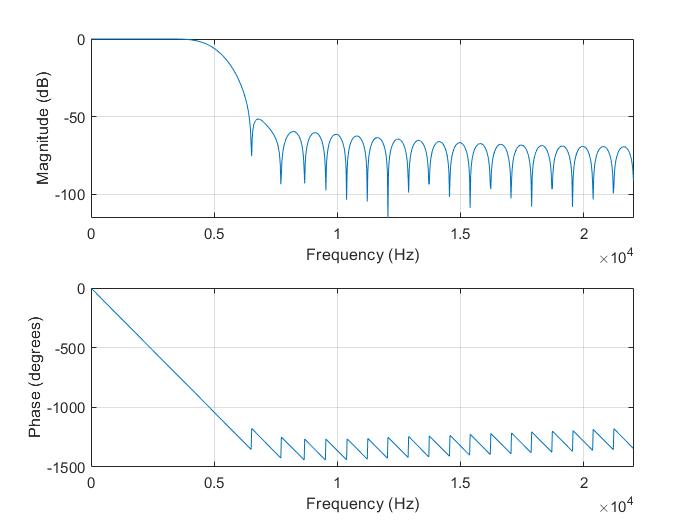 0
-50
-100
Magnitude (dB)
0 0.5 1 1.5 2
Frequency (Hz)
×10^4
0
-500
-1000
-1500
Phase (degrees)
0 0.5 1 1.5 2
Frequency (Hz)
×10^4